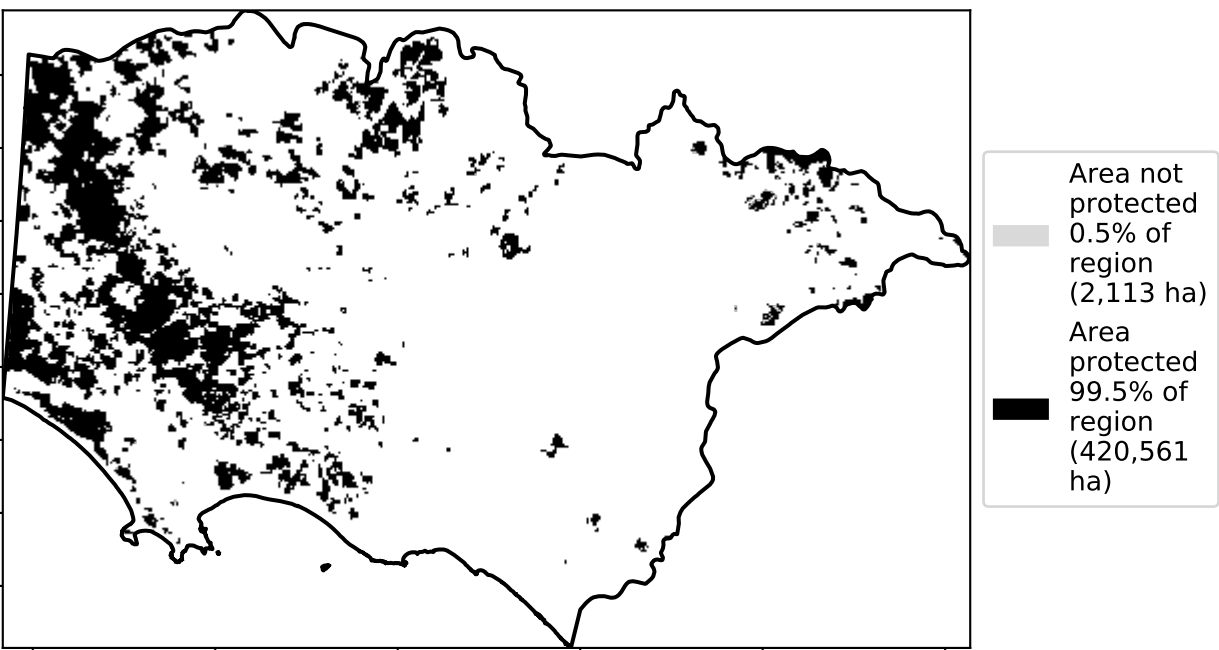 Area not
protected
0.5% of
region
(2,113 ha)
Area
protected
99.5% of
region
(420,561
ha)